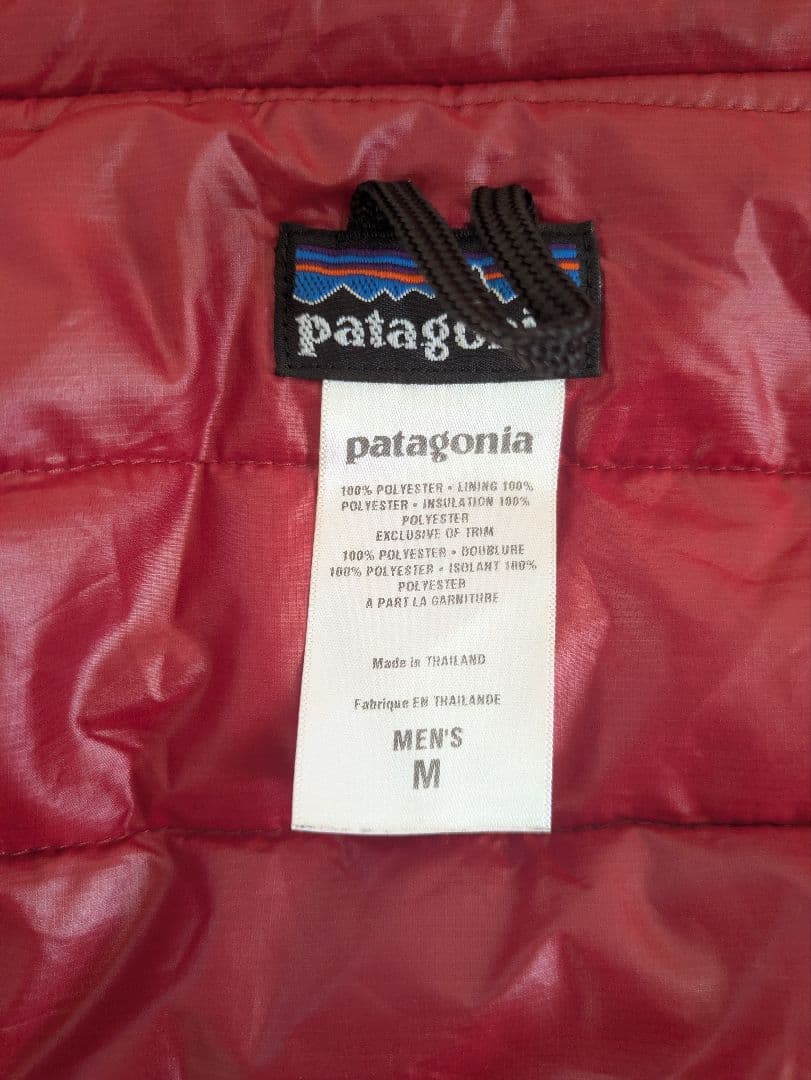 patagoni
patagonia
100% POLYESTER • LINING 100%
POLYESTER • INSULATION 100%
POLYESTER
EXCLUSIVE OF TRIM
100% POLYESTER • DOUBLURE
100% POLYESTER • ISOLANT 100%
POLYESTER
A PART LA GARNITURE
Made in THAILAND
Fabrique EN THAILANDE
MEN'S
M